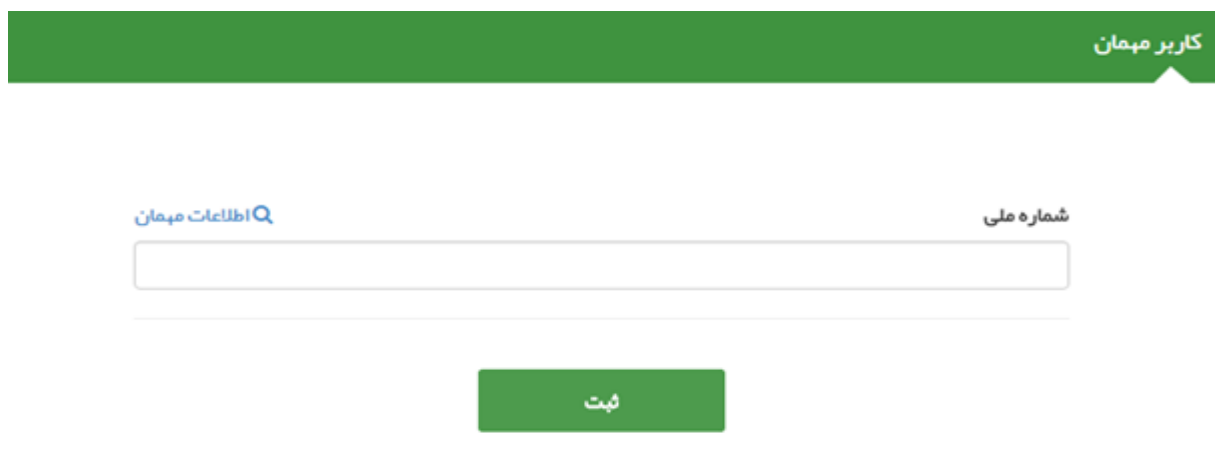 کاربر مهمان
شماره ملی
اطلاعات مهمان
ثبت